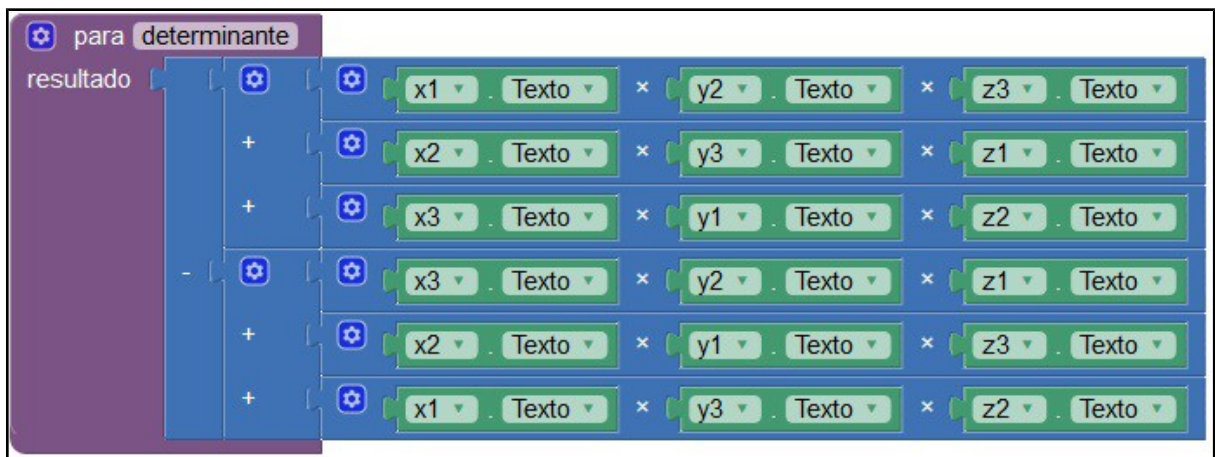 para determinante
resultado x1 . Texto × y2 . Texto × z3 . Texto
+ x2 . Texto × y3 . Texto × z1 . Texto
+ x3 . Texto × y1 . Texto × z2 . Texto
- x3 . Texto × y2 . Texto × z1 . Texto
+ x2 . Texto × y1 . Texto × z3 . Texto
+ x1 . Texto × y3 . Texto × z2 . Texto